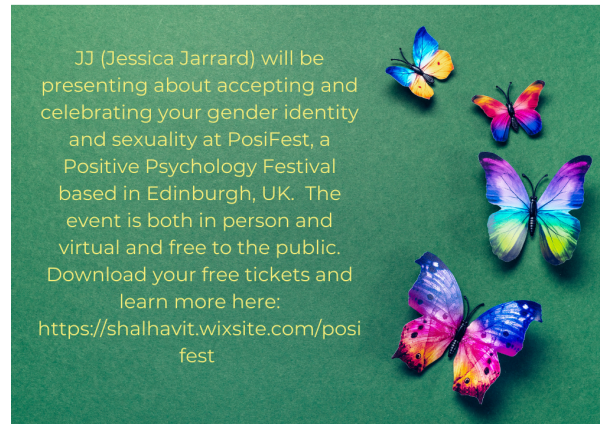 JJ (Jessica Jarrard) will be
presenting about accepting and
celebrating your gender identity
and sexuality at PosiFest, a
Positive Psychology Festival
based in Edinburgh, UK.  The
event is both in person and
virtual and free to the public.
Download your free tickets and
learn more here:
https://shalhavit.wixsite.com/posi
fest